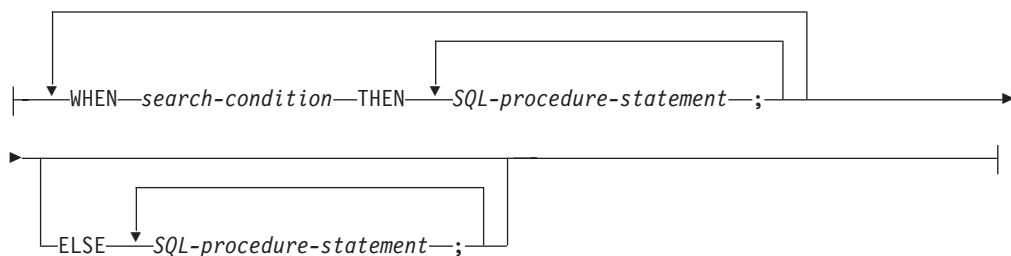 WHEN search-condition THEN SQL-procedure-statement ;
ELSE SQL-procedure-statement ;